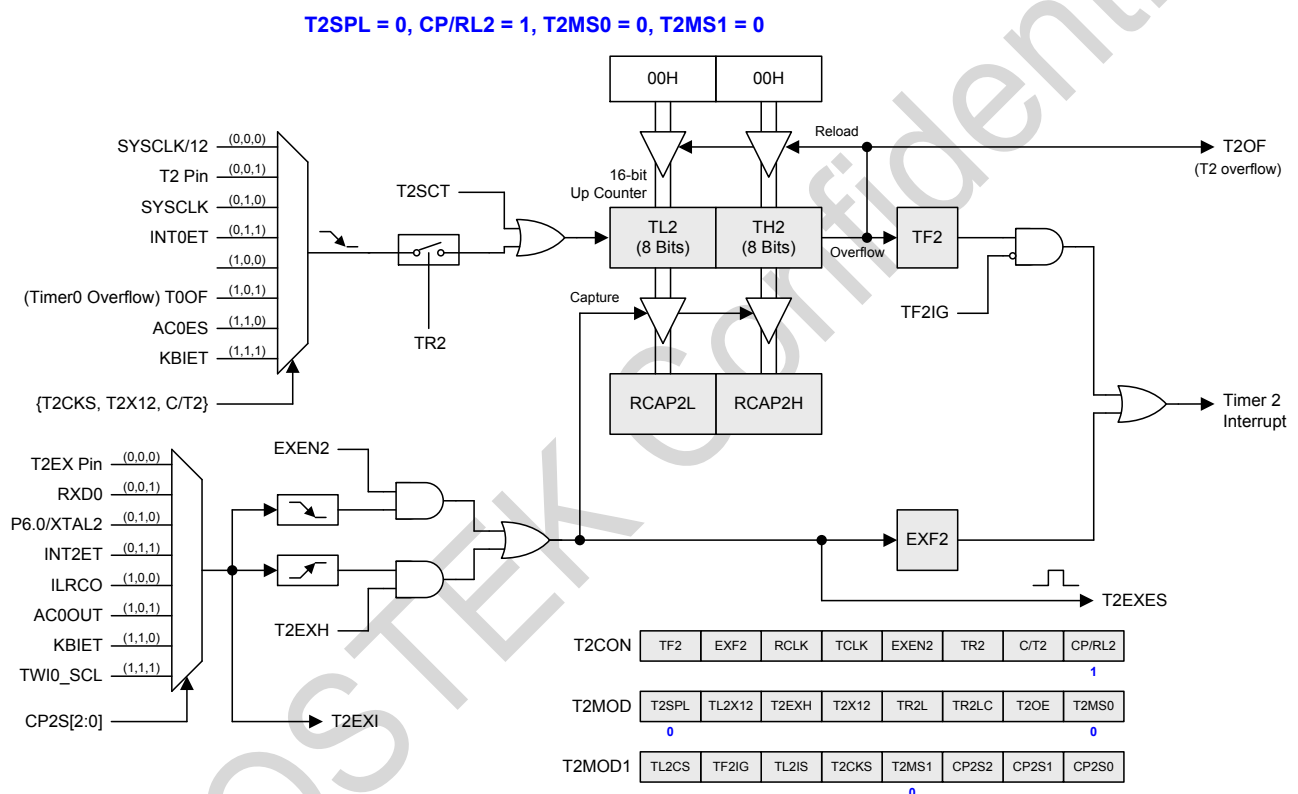 T2SPL = 0, CP/RL2 = 1, T2MS0 = 0, T2MS1 = 0
00H 00H
Reload
T2OF
(T2 overflow)
SYSCLK/12 (0,0,0)
T2 Pin (0,0,1)
SYSCLK (0,1,0)
INT0ET (0,1,1)
(1,0,0)
(Timer0 Overflow) T0OF (1,0,1)
AC0ES (1,1,0)
KBIET (1,1,1)
{T2CKS, T2X12, C/T2}
TR2
T2SCT
16-bit
Up Counter
TL2
(8 Bits)
TH2
(8 Bits)
Overflow
TF2
TF2IG
Capture
RCAP2L RCAP2H
Timer 2
Interrupt
T2EX Pin (0,0,0)
RXD0 (0,0,1)
P6.0/XTAL2 (0,1,0)
INT2ET (0,1,1)
ILRCO (1,0,0)
AC0OUT (1,0,1)
KBIET (1,1,0)
TWI0_SCL (1,1,1)
CP2S[2:0]
EXEN2
T2EXH
T2EXI
EXF2
T2EXES
T2CON TF2 EXF2 RCLK TCLK EXEN2 TR2 C/T2 CP/RL2
1
T2MOD T2SPL TL2X12 T2EXH T2X12 TR2L TR2LC T2OE T2MS0
0 0
T2MOD1 TL2CS TF2IG TL2IS T2CKS T2MS1 CP2S2 CP2S1 CP2S0
0
OSTEK Confidenti